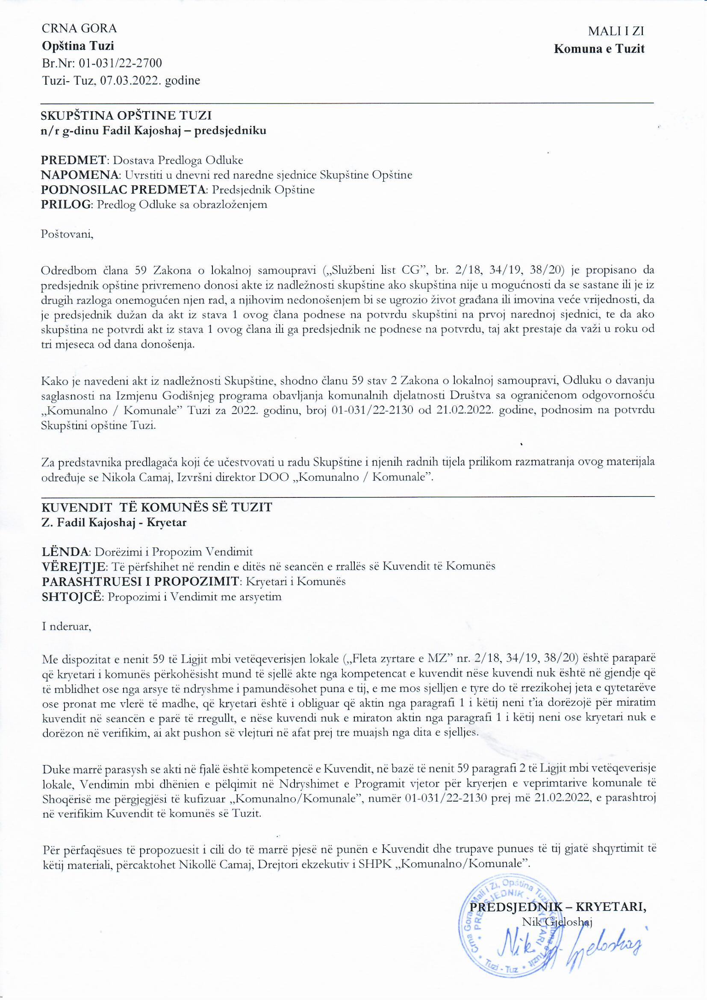 CRNA GORA
Opština Tuzi
Br.Nr: 01-031/22-2700
Tuzi- Tuz, 07.03.2022. godine
MALI I ZI
Komuna e Tuzit
SKUPŠTINA OPŠTINE TUZI
n/r g-dinu Fadil Kajoshaj – predsjedniku
PREDMET: Dostava Predloga Odluke
NAPOMENA: Uvrstiti u dnevni red naredne sjednice Skupštine Opštine
PODNOSILAC PREDMETA: Predsjednik Opštine
PRILOG: Predlog Odluke sa obrazloženjem
Poštovani,
Odredbom člana 59 Zakona o lokalnoj samoupravi („Službeni list CG”, br. 2/18, 34/19, 38/20) je propisano da
predsjednik opštine privremeno donosi akte iz nadležnosti skupštine ako skupština nije u mogućnosti da se sastane ili je iz
drugih razloga onemogućen njen rad, a njihovim nedonošenjem bi se ugrozio život građana ili imovina veće vrijednosti, da
je predsjednik dužan da akt iz stava 1 ovog člana podnese na potvrdu skupštini na prvoj narednoj sjednici, te da ako
skupština ne potvrdi akt iz stava 1 ovog člana ili ga predsjednik ne podnese na potvrdu, taj akt prestaje da važi u roku od
tri mjeseca od dana donošenja.
Kako je navedeni akt iz nadležnosti Skupštine, shodno članu 59 stav 2 Zakona o lokalnoj samoupravi, Odluku o davanju
saglasnosti na Izmjenu Godišnjeg programa obavljanja komunalnih djelatnosti Društva sa ograničenom odgovornošću
„Komunalno / Komunale” Tuzi za 2022. godinu, broj 01-031/22-2130 od 21.02.2022. godine, podnosim na potvrdu
Skupštini opštine Tuzi.
Za predstavnika predlagača koji će učestvovati u radu Skupštine i njenih radnih tijela prilikom razmatranja ovog materijala
određuje se Nikola Camaj, Izvršni direktor DOO „Komunalno / Komunale”.
KUVENDIT TË KOMUNËS SË TUZIT
Z. Fadil Kajoshaj - Kryetar
LËNDA: Dorëzimi i Propozim Vendimit
VËREJTJE: Të përfshihet në rendin e ditës në seancën e rrallës së Kuvendit të Komunës
PARASHTRUESI I PROPOZIMIT: Kryetari i Komunës
SHTOJCË: Propozimi i Vendimit me arsyetim
I nderuar,
Me dispozitat e nenit 59 të Ligjit mbi vetëqeverisjen lokale („Fleta zyrtare e MZ” nr. 2/18, 34/19, 38/20) është paraparë
që kryetari i komunës përkohësisht mund të sjellë akte nga kompetencat e kuvendit nëse kuvendi nuk është në gjendje që
të mblidhet ose nga arsye të ndryshme i pamundësohet puna e tij, e me mos sjelljen e tyre do të rrezikohej jeta e qytetarëve
ose pronat me vlerë të madhe, që kryetari është i obliguar që aktin nga paragrafi 1 i këtij neni t’ia dorëzojë për miratim
kuvendit në seancën e parë të rregullt, e nëse kuvendi nuk e miraton aktin nga paragrafi 1 i këtij neni ose kryetari nuk e
dorëzon në verifikim, ai akt pushon së vlejturi në afat prej tre muajsh nga dita e sjelljes.
Duke marrë parasysh se akti në fjalë është kompetencë e Kuvendit, në bazë të nenit 59 paragrafi 2 të Ligjit mbi vetëqeverisje
lokale, Vendimin mbi dhënien e pëlqimit në Ndryshimet e Programit vjetor për kryerjen e veprimtarive komunale të
Shoqërisë me përgjegjësi të kufizuar „Komunalno/Komunale”, numër 01-031/22-2130 prej më 21.02.2022, e parashtroj
në verifikim Kuvendit të komunës së Tuzit.
Për përfaqësues të propozuesit i cili do të marrë pjesë në punën e Kuvendit dhe trupave punues të tij gjatë shqyrtimit të
këtij materiali, përcaktohet Nikollë Camaj, Drejtori ekzekutiv i SHPK „Komunalno/Komunale”.
PREDSJEDNIK – KRYETARI,
Nik Gjeloshaj
Nik Gjeloshaj
Crna Gora - Mali i Zi, Opština Tuzi - Komuna e Tuzit
PREDSJEDNIK - KRYETARI
Tuzi - Tuz